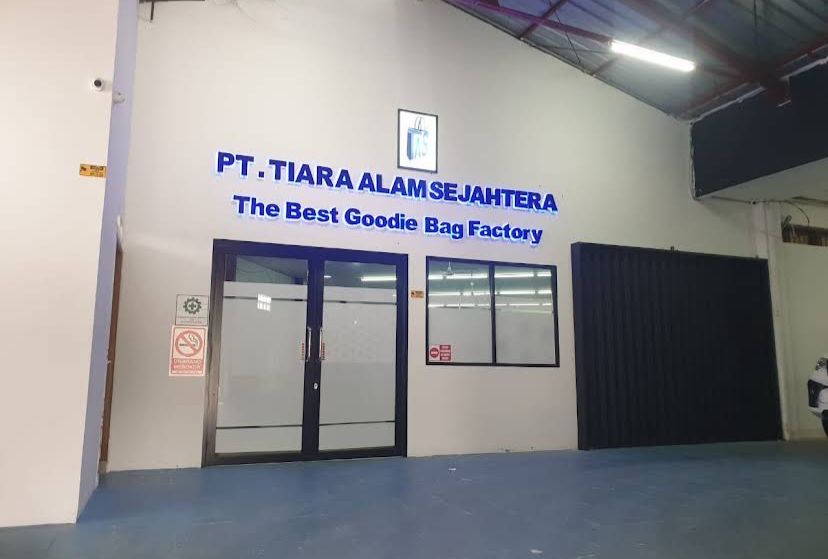 PT. TIARA ALAM SEJAHTERA
The Best Goodie Bag Factory
DILARANG
MEROKOK